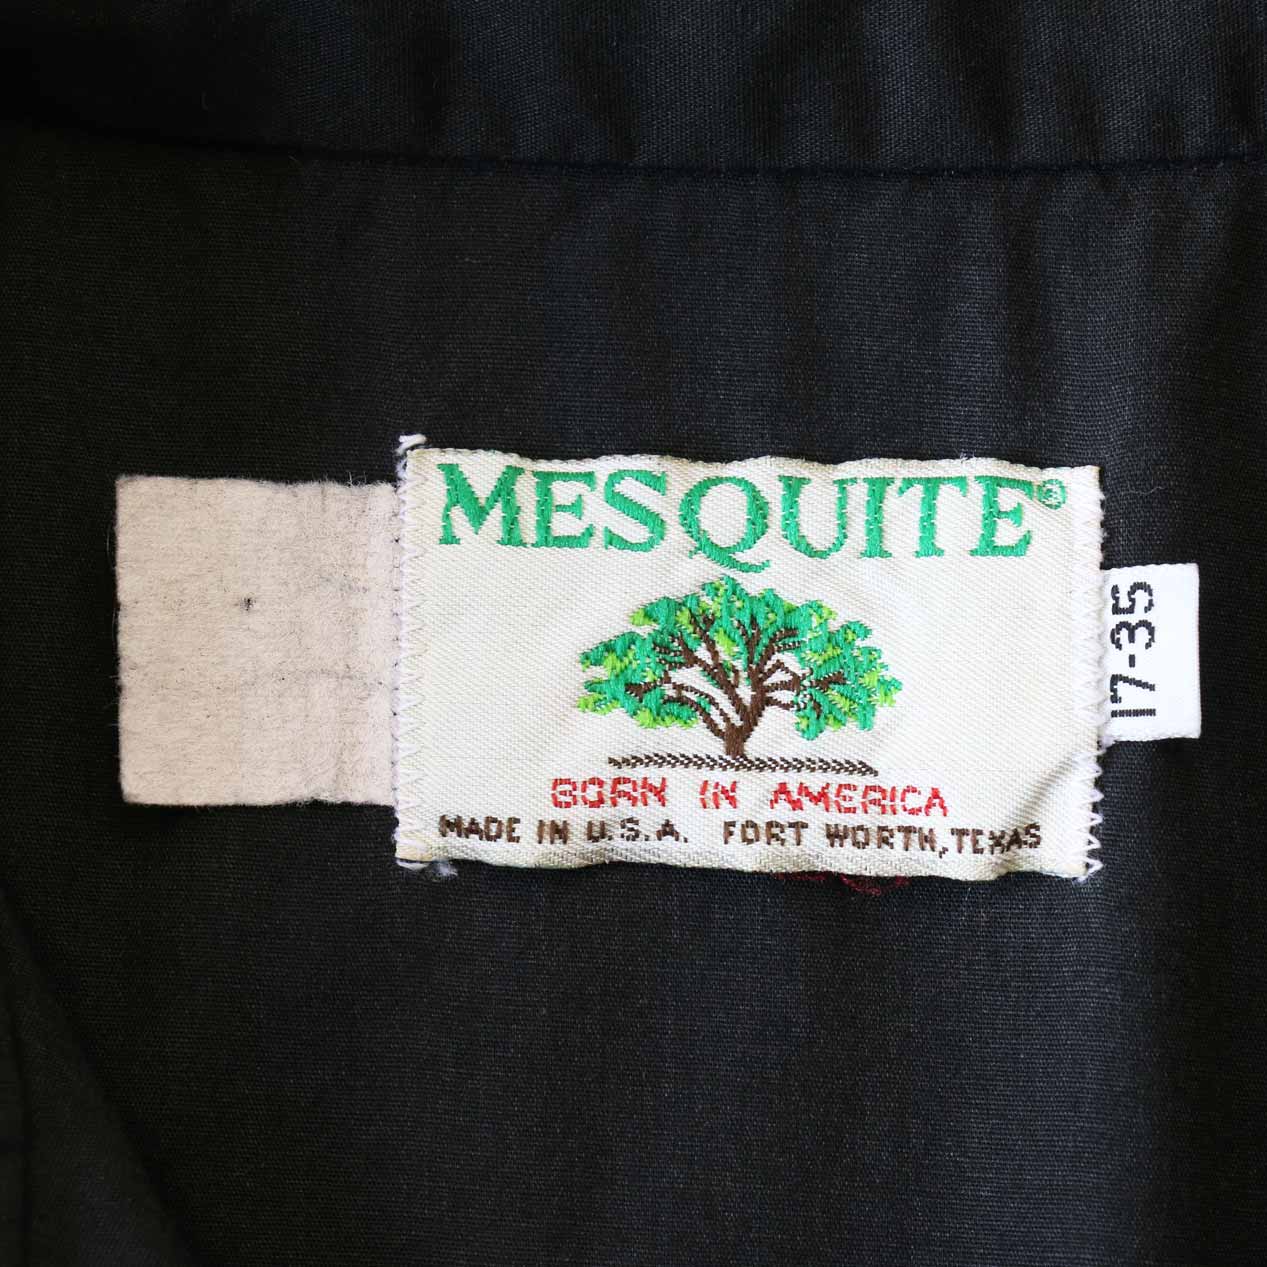 MESQUITE®
BORN IN AMERICA
MADE IN U.S.A. FORT WORTH, TEXAS
17-35